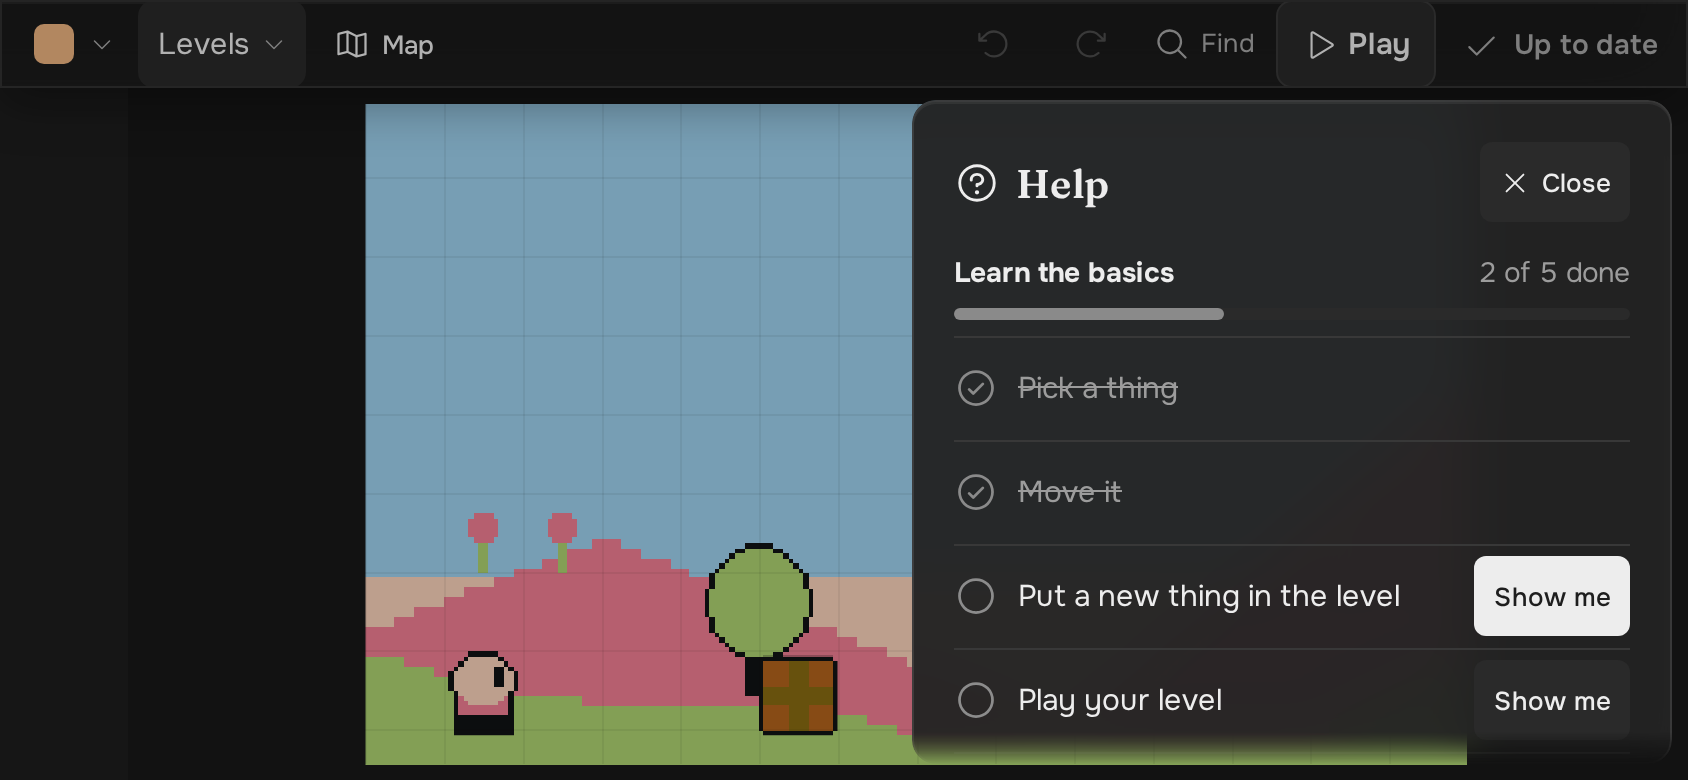 Levels
Map
Find
Play
Up to date
Help
Close
Learn the basics
2 of 5 done
Pick a thing
Move it
Put a new thing in the level
Show me
Play your level
Show me